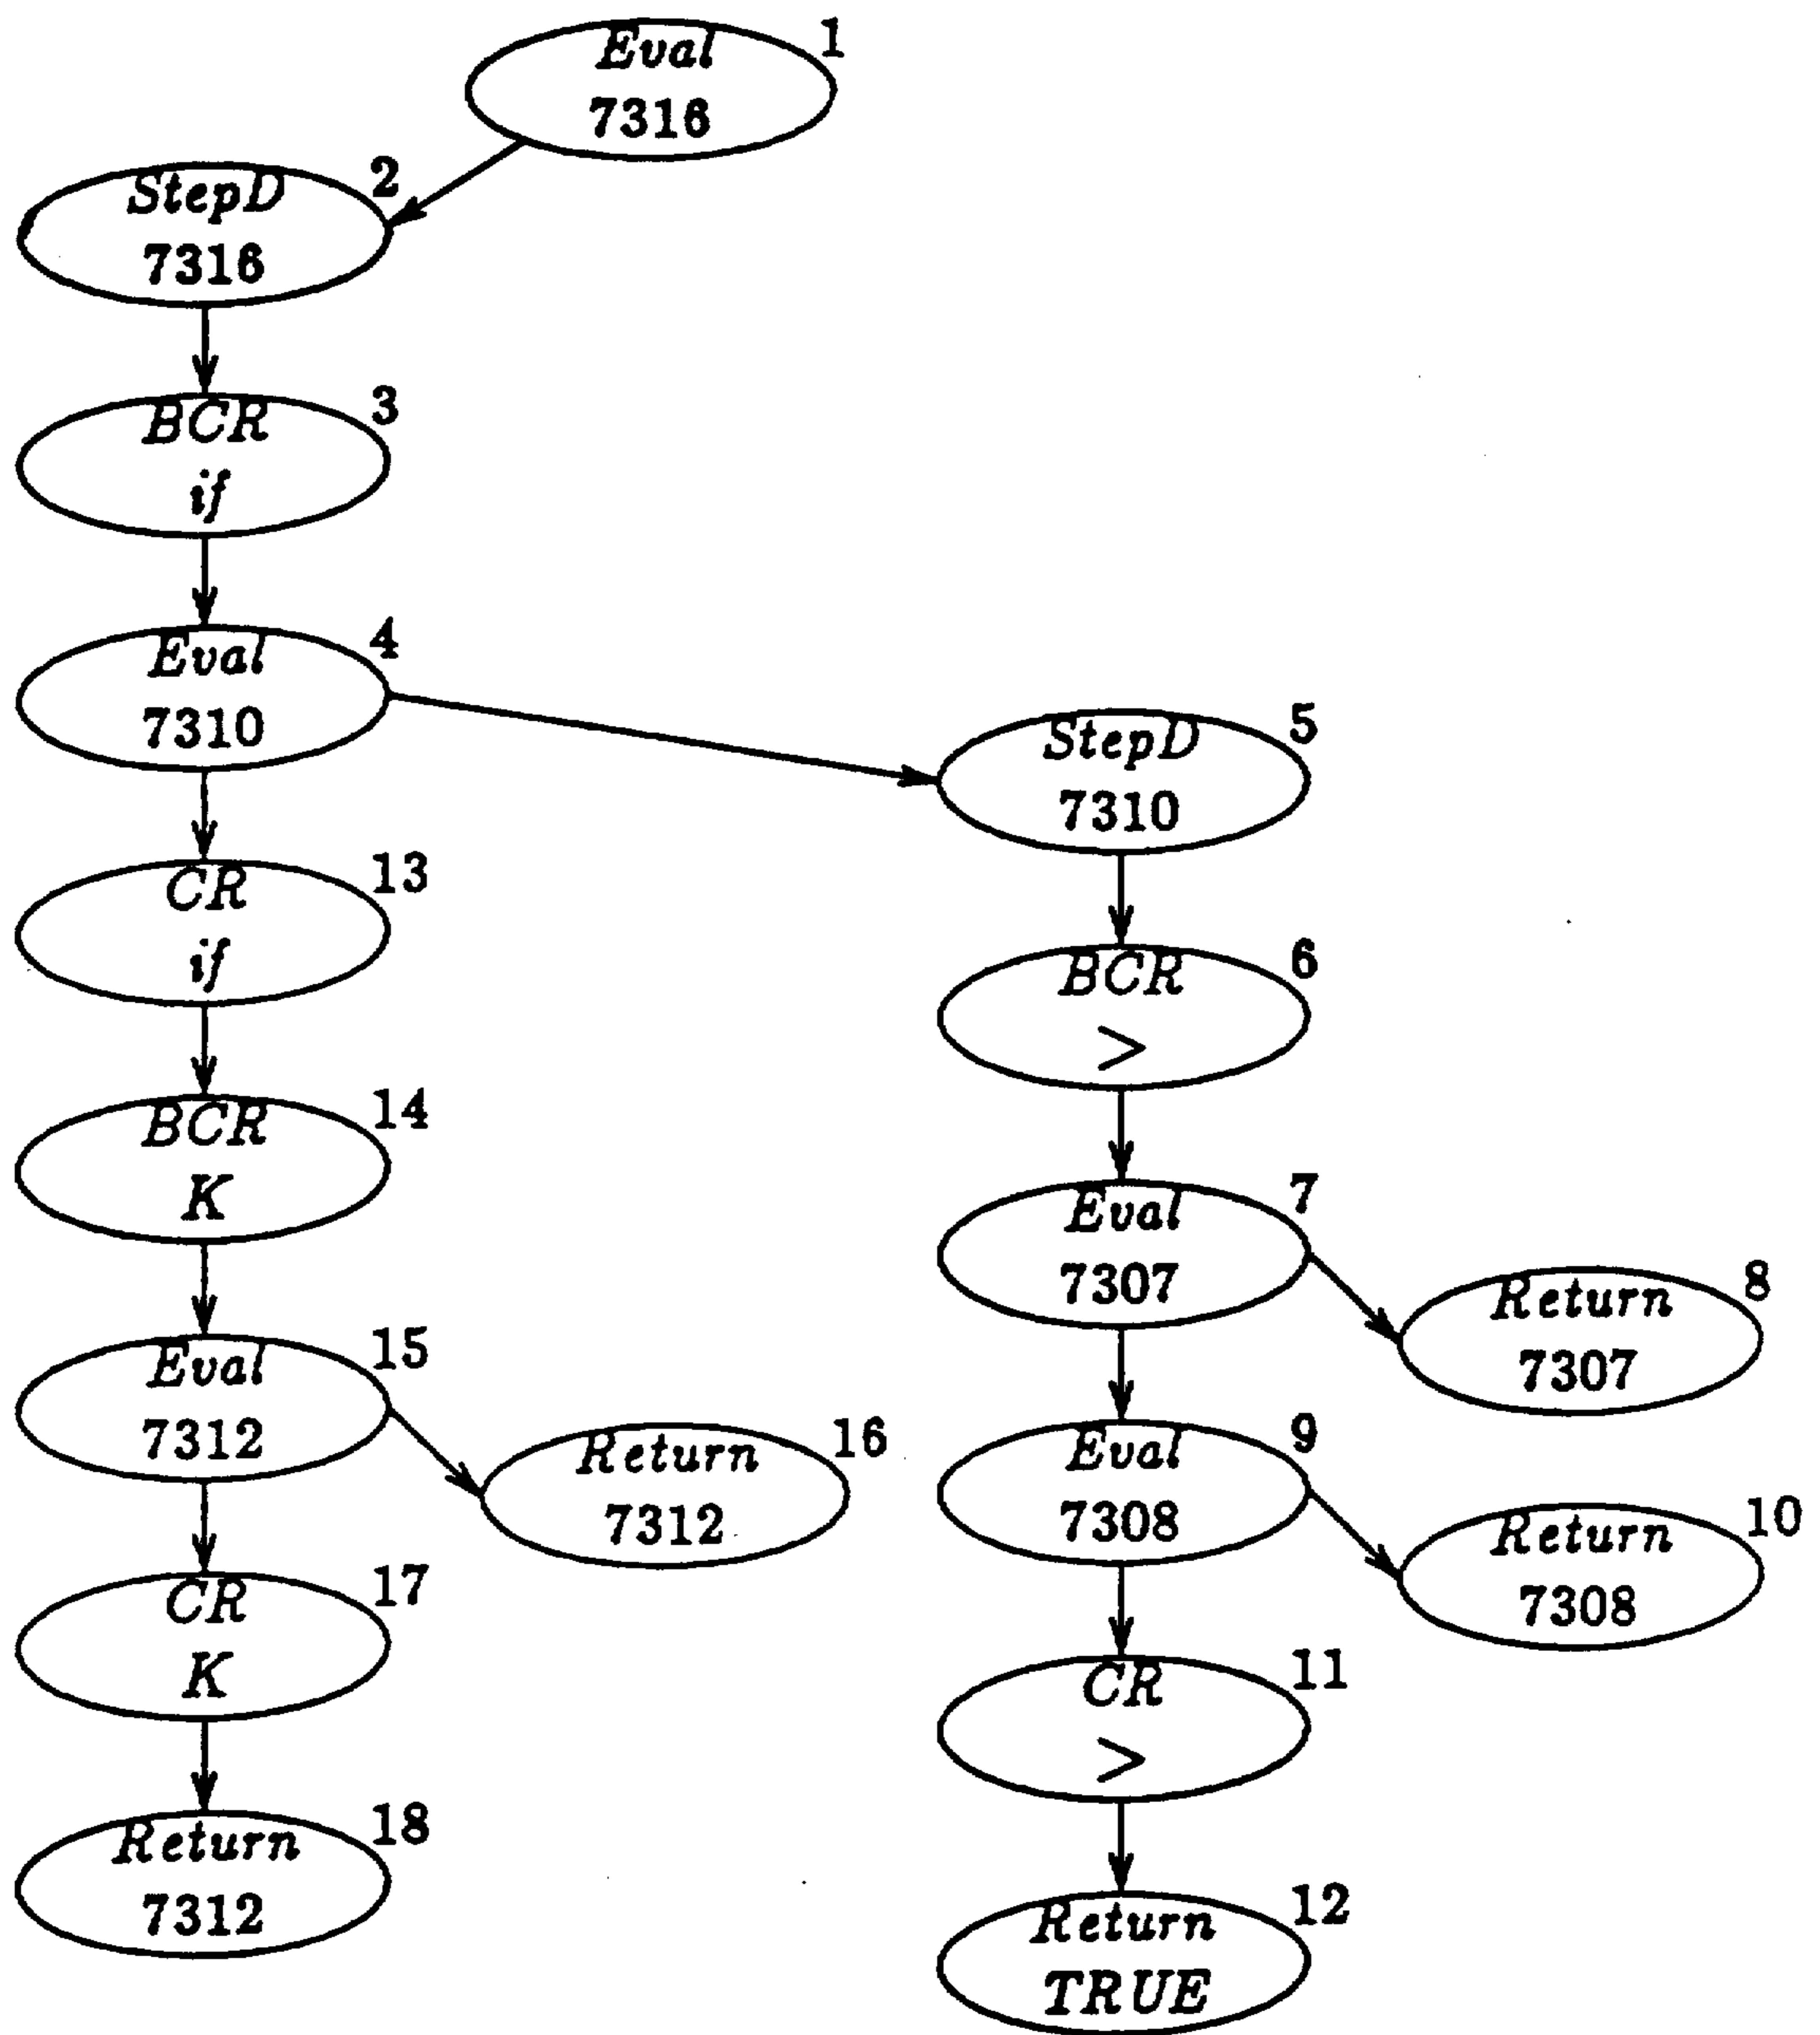 Eval 1
7316
StepD 2
7316
BCR 3
if
Eval 4
7310
StepD 5
7310
CR 13
if
BCR 6
>
BCR 14
K
Eval 7
7307
Return 8
7307
Eval 15
7312
Return 16
7312
Eval 9
7308
Return 10
7308
CR 17
K
CR 11
>
Return 18
7312
Return 12
TRUE